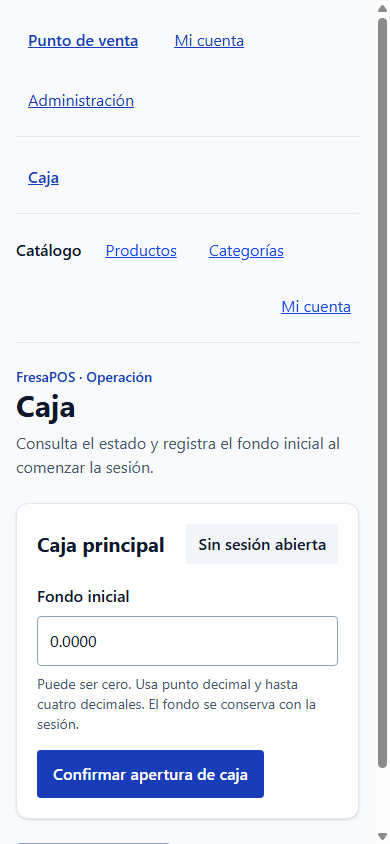 Punto de venta Mi cuenta
Administración
Caja
Catálogo Productos Categorías
Mi cuenta
FresaPOS · Operación
Caja
Consulta el estado y registra el fondo inicial al
comenzar la sesión.
Caja principal Sin sesión abierta
Fondo inicial
0.0000
Puede ser cero. Usa punto decimal y hasta
cuatro decimales. El fondo se conserva con la
sesión.
Confirmar apertura de caja